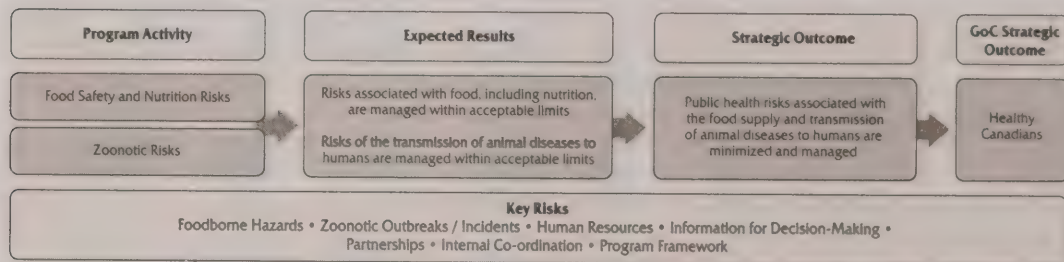 Program Activity
Expected Results
Strategic Outcome
GoC Strategic
Outcome
Food Safety and Nutrition Risks
Zoonotic Risks
Risks associated with food, including nutrition,
are managed within acceptable limits
Risks of the transmission of animal diseases to
humans are managed within acceptable limits
Public health risks associated with
the food supply and transmission
of animal diseases to humans are
minimized and managed
Healthy
Canadians
Key Risks
Foodborne Hazards • Zoonotic Outbreaks / Incidents • Human Resources • Information for Decision-Making •
Partnerships • Internal Co-ordination • Program Framework